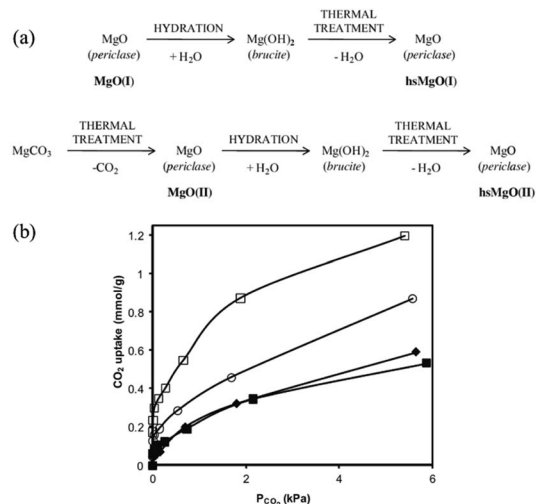 (a)
HYDRATION
THERMAL
TREATMENT
MgO
Mg(OH)₂
MgO
(periclase)
+ H₂O
(brucite)
- H₂O
(periclase)
MgO(I)
hsMgO(I)
THERMAL
TREATMENT
HYDRATION
THERMAL
TREATMENT
MgCO₃
MgO
Mg(OH)₂
MgO
-CO₂
(periclase)
+ H₂O
(brucite)
- H₂O
(periclase)
MgO(II)
hsMgO(II)
(b)
CO₂ uptake (mmol/g)
1.2
1
0.8
0.6
0.4
0.2
0
0 2 4 6
P CO₂ (kPa)